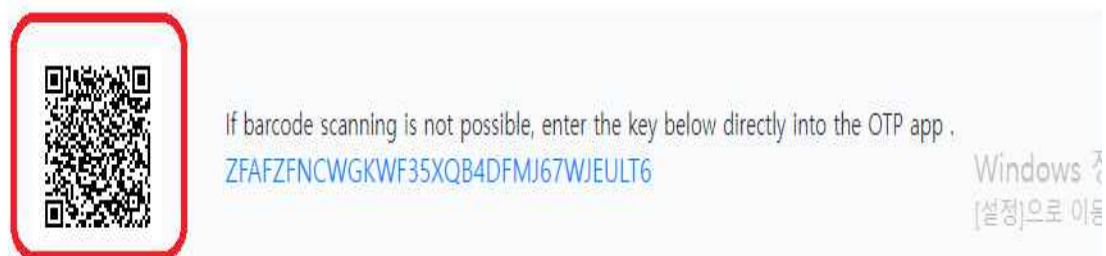 If barcode scanning is not possible, enter the key below directly into the OTP app .
ZFAFZFNCWGKWF35XQB4DFMJ67WJEULT6
Windows
[설정]으로 이동